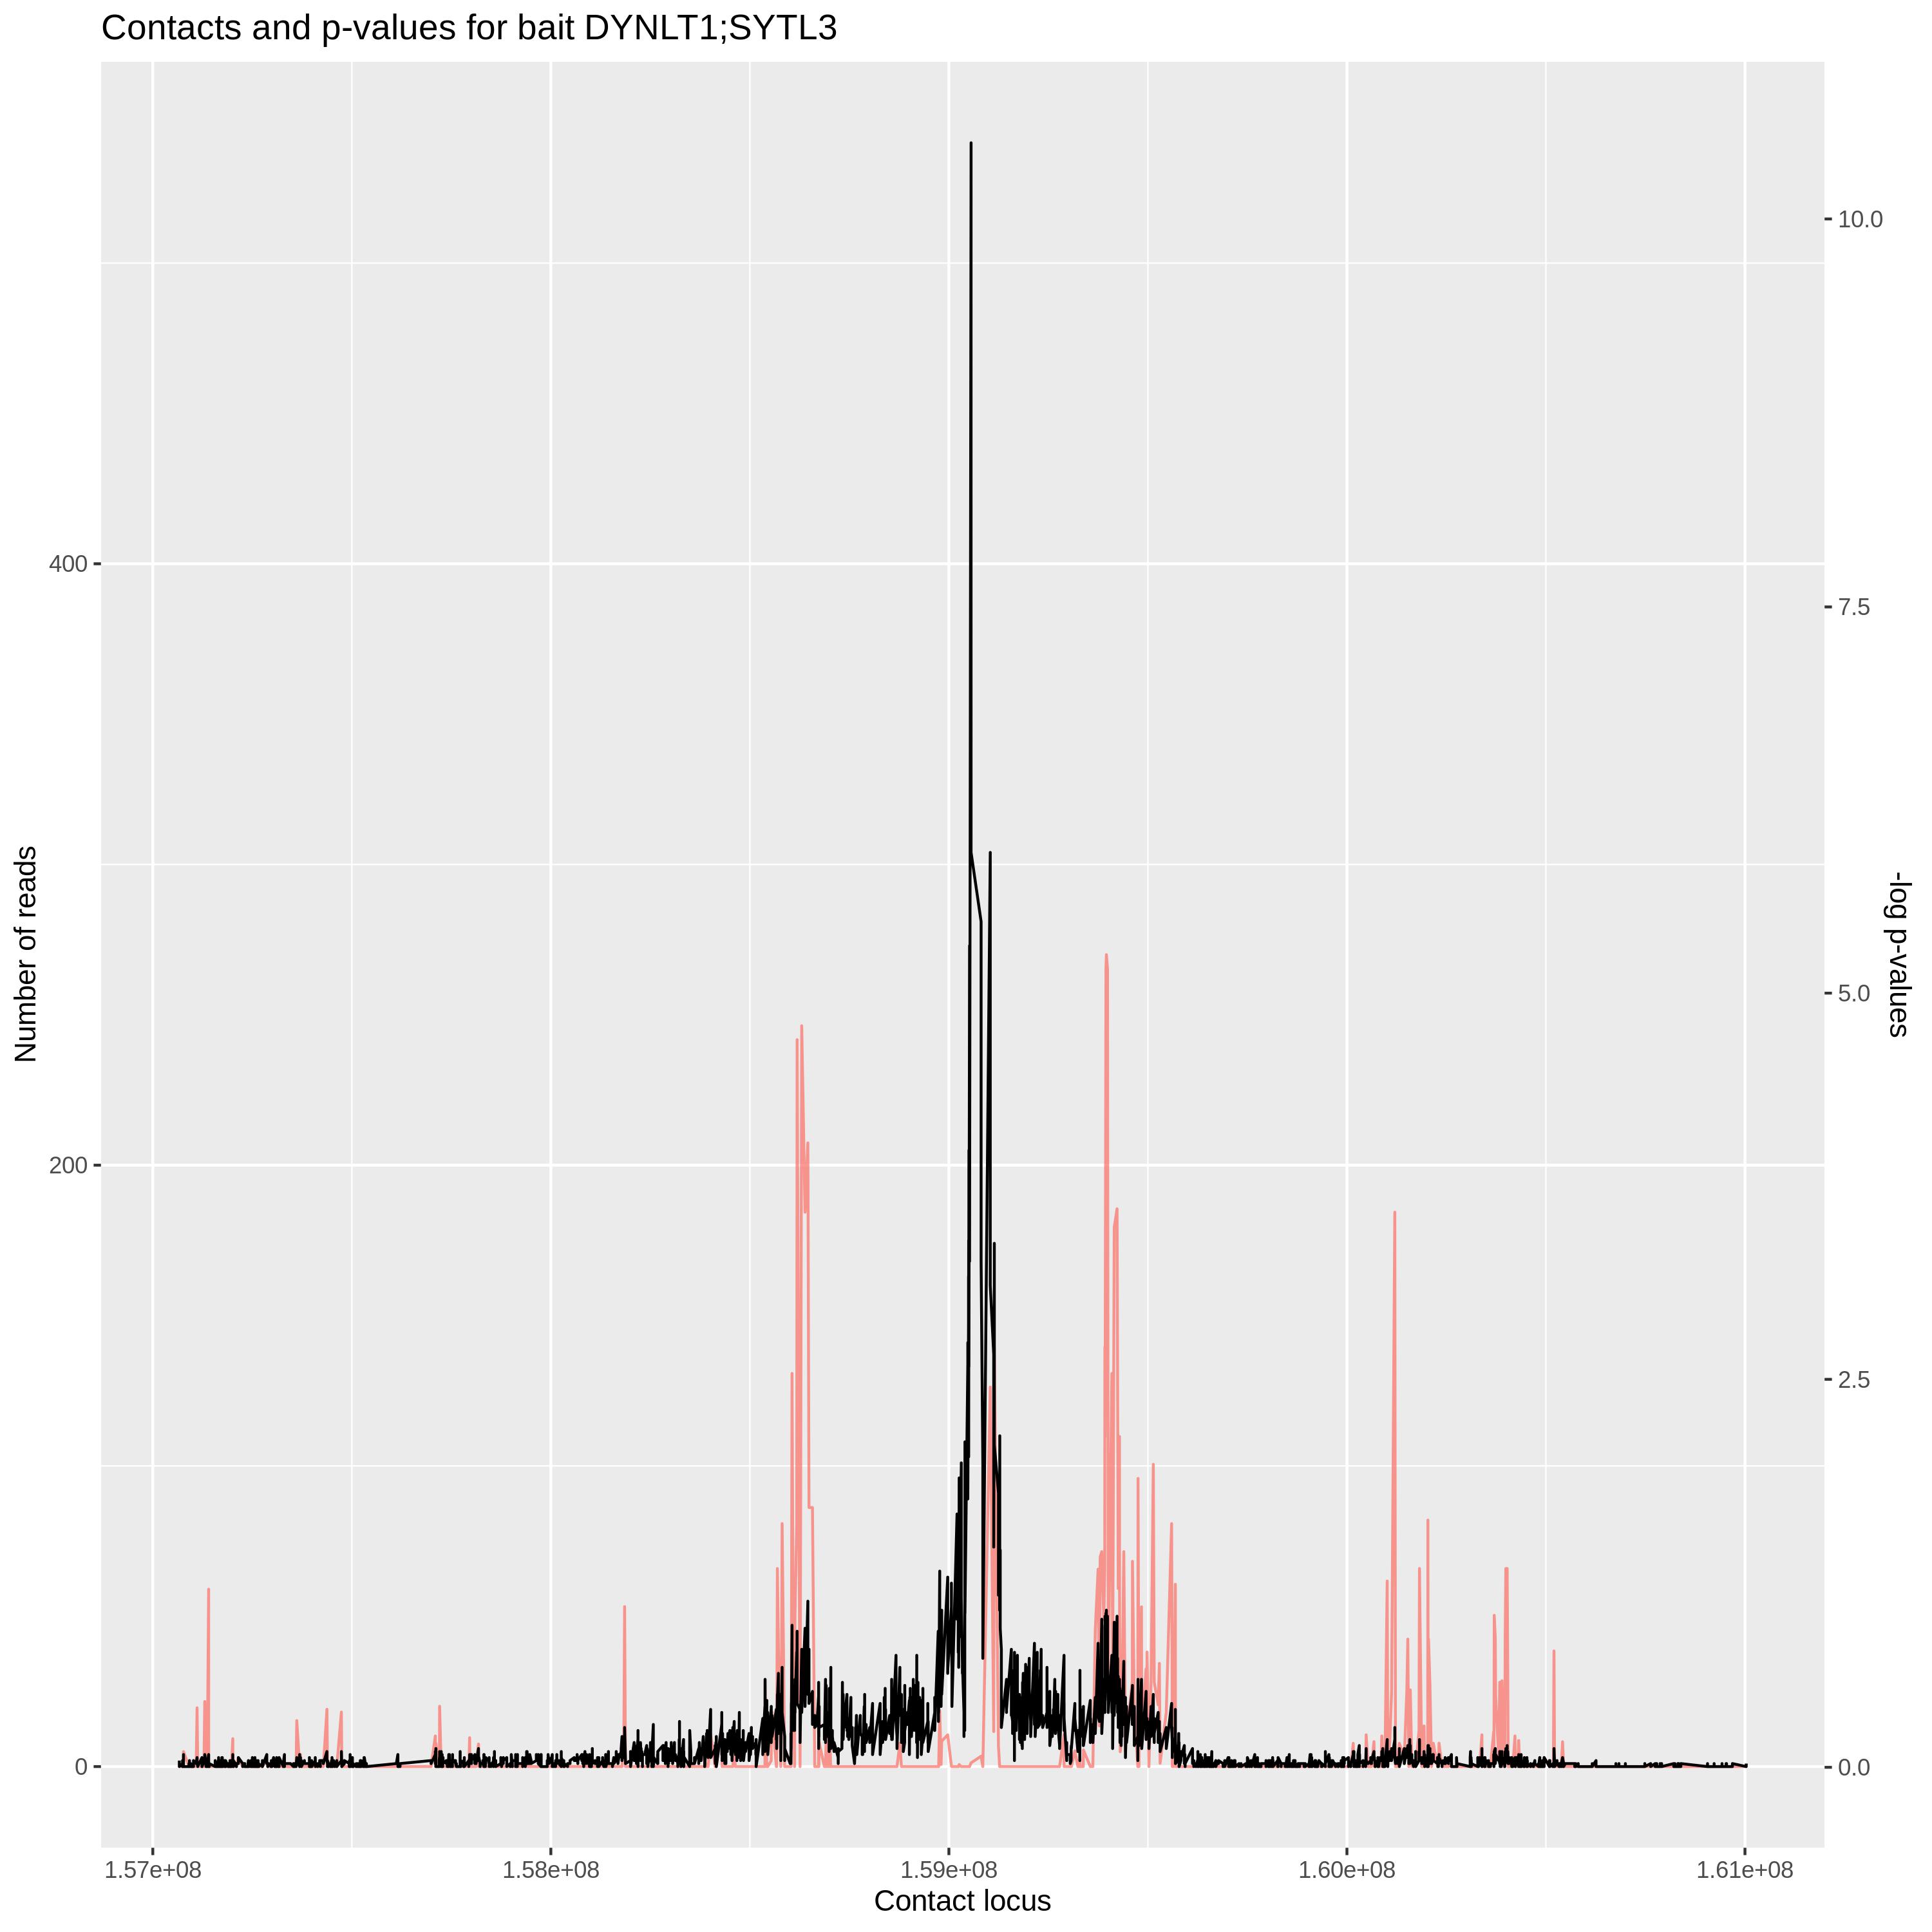 Contacts and p-values for bait DYNLT1;SYTL3
Number of reads
400
200
0
10.0
7.5
5.0
2.5
0.0
-log p-values
1.57e+08 1.58e+08 1.59e+08 1.60e+08 1.61e+08
Contact locus